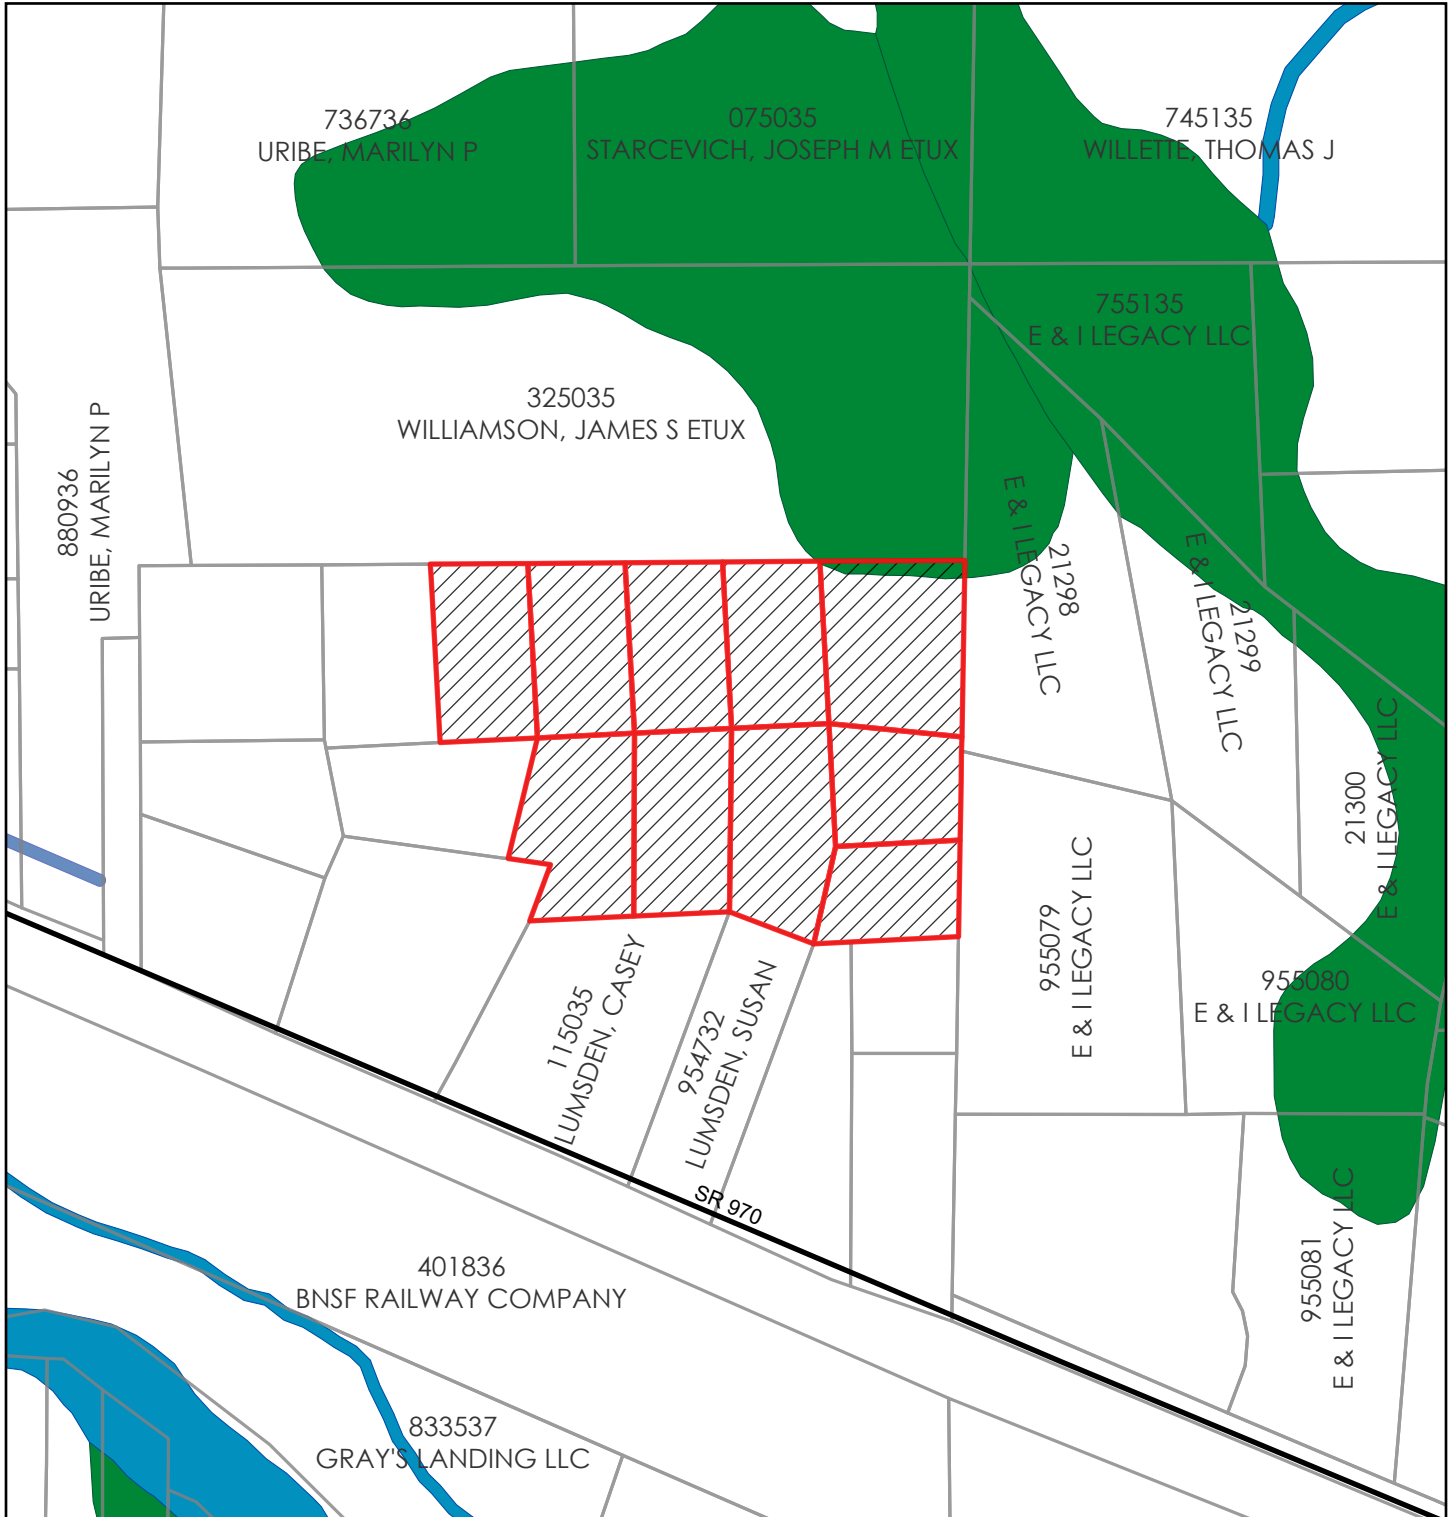 736736
URIBE, MARILYN P
075035
STARCEVICH, JOSEPH M ETUX
745135
WILLETTE, THOMAS J
755135
E & I LEGACY LLC
325035
WILLIAMSON, JAMES S ETUX
880936
URIBE, MARILYN P
21298
E & I LEGACY LLC
21299
E & I LEGACY LLC
21300
E & I LEGACY LLC
955079
E & I LEGACY LLC
955080
E & I LEGACY LLC
115035
LUMSDEN, CASEY
954732
LUMSDEN, SUSAN
SR 970
955081
E & I LEGACY LLC
401836
BNSF RAILWAY COMPANY
833537
GRAY'S LANDING LLC